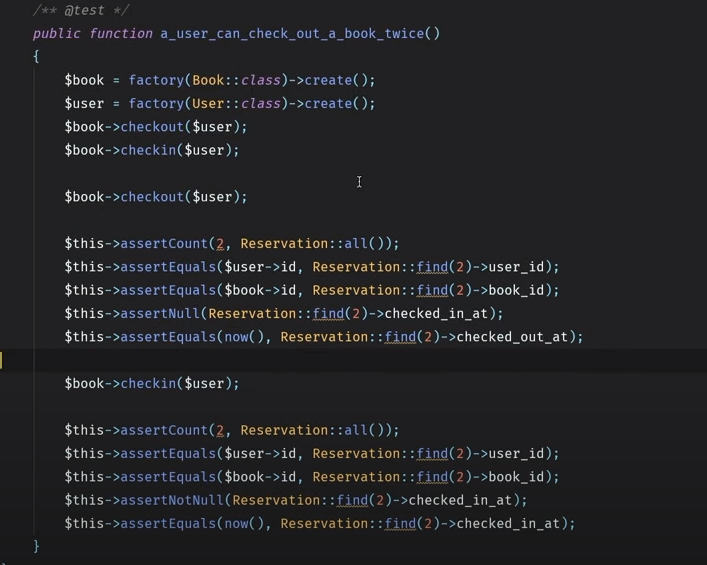 /** @test */
public function a_user_can_check_out_a_book_twice()
{
$book = factory(Book::class)->create();
$user = factory(User::class)->create();
$book->checkout($user);
$book->checkin($user);
$book->checkout($user);
$this->assertCount(2, Reservation::all());
$this->assertEquals($user->id, Reservation::find(2)->user_id);
$this->assertEquals($book->id, Reservation::find(2)->book_id);
$this->assertNull(Reservation::find(2)->checked_in_at);
$this->assertEquals(now(), Reservation::find(2)->checked_out_at);
$book->checkin($user);
$this->assertCount(2, Reservation::all());
$this->assertEquals($user->id, Reservation::find(2)->user_id);
$this->assertEquals($book->id, Reservation::find(2)->book_id);
$this->assertNotNull(Reservation::find(2)->checked_in_at);
$this->assertEquals(now(), Reservation::find(2)->checked_in_at);
}